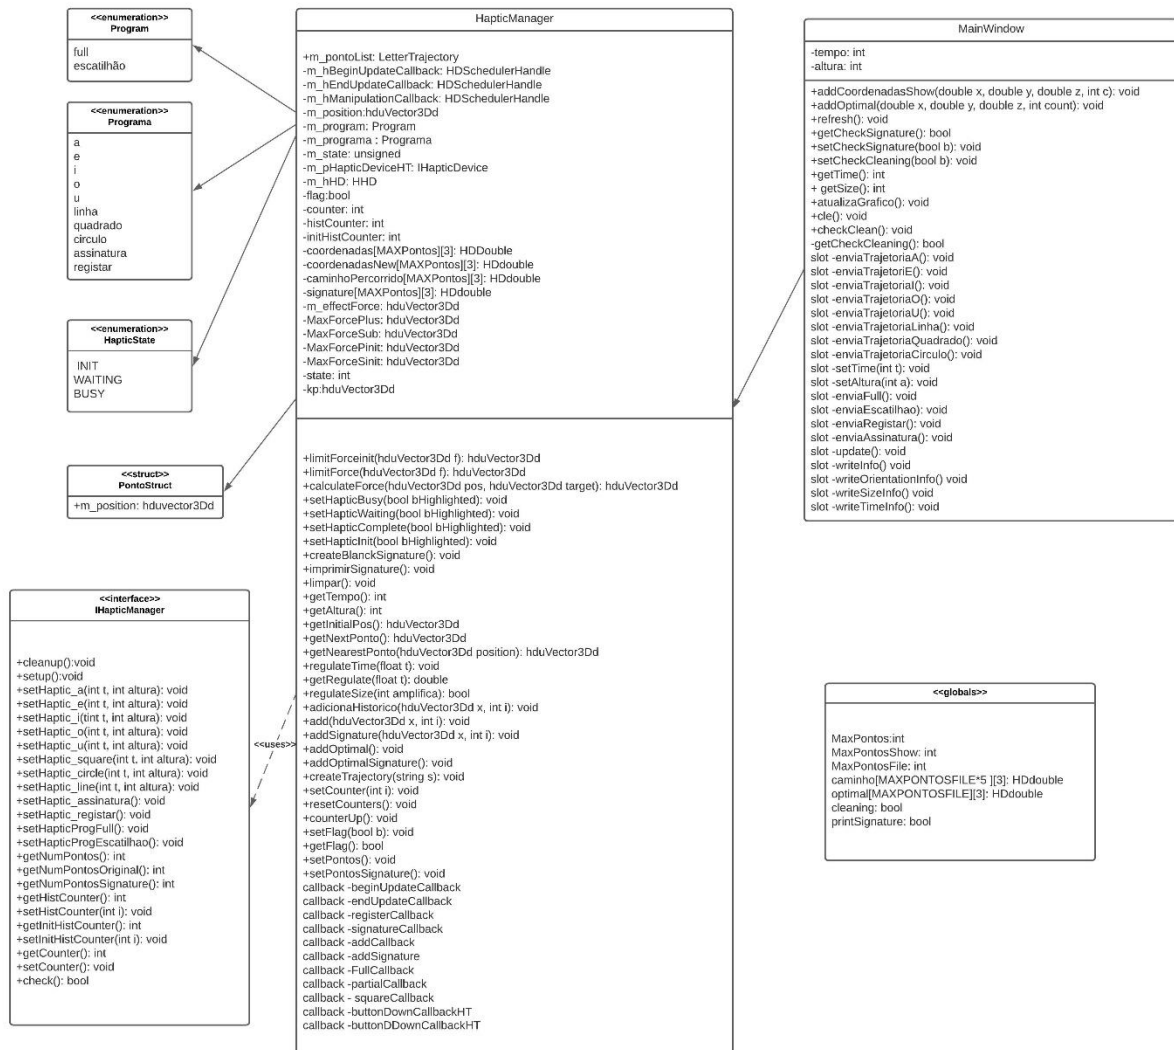 <<enumeration>>
Program
full
escatilhão
<<enumeration>>
Programa
a
e
i
o
u
linha
quadrado
circulo
assinatura
registar
<<enumeration>>
HapticState
INIT
WAITING
BUSY
<<struct>>
PontoStruct
+m_position: hduvector3Dd
<<interface>>
IHapticManager
+cleanup():void
+setup():void
+setHaptic_a(int t, int altura): void
+setHaptic_e(int t, int altura): void
+setHaptic_i(tint t, int altura): void
+setHaptic_o(int t, int altura): void
+setHaptic_u(int t, int altura): void
+setHaptic_square(int t, int altura): void
+setHaptic_circle(int t, int altura): void
+setHaptic_line(int t, int altura): void
+setHaptic_assinatura(): void
+setHaptic_registar(): void
+setHapticProgFull(): void
+setHapticProgEscatilhao(): void
+getNumPontos(): int
+getNumPontosOriginal(): int
+getNumPontosSignature(): int
+getHistCounter(): int
+setHistCounter(int i): void
+getInitHistCounter(): int
+setInitHistCounter(int i): void
+getCounter(): int
+setCounter(): void
+check(): bool
<<uses>>
HapticManager
+m_pontoList: LetterTrajectory
-m_hBeginUpdateCallback: HDSchedulerHandle
-m_hEndUpdateCallback: HDSchedulerHandle
-m_hManipulationCallback: HDSchedulerHandle
-m_position:hduVector3Dd
-m_program: Program
-m_programa : Programa
-m_state: unsigned
-m_pHapticDeviceHT: IHapticDevice
-m_hHD: HHD
-flag:bool
-counter: int
-histCounter: int
-initHistCounter: int
-coordenadas[MAXPontos][3]: HDDouble
-coordenadasNew[MAXPontos][3]: HDdouble
-caminhoPercorrido[MAXPontos][3]: HDdouble
-signature[MAXPontos][3]: HDdouble
-m_effectForce: hduVector3Dd
-MaxForcePlus: hduVector3Dd
-MaxForceSub: hduVector3Dd
-MaxForcePinit: hduVector3Dd
-MaxForceSinit: hduVector3Dd
-state: int
-kp:hduVector3Dd
+limitForceinit(hduVector3Dd f): hduVector3Dd
+limitForce(hduVector3Dd f): hduVector3Dd
+calculateForce(hduVector3Dd pos, hduVector3Dd target): hduVector3Dd
+setHapticBusy(bool bHighlighted): void
+setHapticWaiting(bool bHighlighted): void
+setHapticComplete(bool bHighlighted): void
+setHapticInit(bool bHighlighted): void
+createBlanckSignature(): void
+imprimirSignature(): void
+limpar(): void
+getTempo(): int
+getAltura(): int
+getInitialPos(): hduVector3Dd
+getNextPonto(): hduVector3Dd
+getNearestPonto(hduVector3Dd position): hduVector3Dd
+regulateTime(float t): void
+getRegulate(float t): double
+regulateSize(int amplifica): bool
+adicionaHistorico(hduVector3Dd x, int i): void
+add(hduVector3Dd x, int i): void
+addSignature(hduVector3Dd x, int i): void
+addOptimal(): void
+addOptimalSignature(): void
+createTrajectory(string s): void
+setCounter(int i): void
+resetCounters(): void
+counterUp(): void
+setFlag(bool b): void
+getFlag(): bool
+setPontos(): void
+setPontosSignature(): void
callback -beginUpdateCallback
callback -endUpdateCallback
callback -registerCallback
callback -signatureCallback
callback -addCallback
callback -addSignature
callback -FullCallback
callback -partialCallback
callback - squareCallback
callback -buttonDownCallbackHT
callback -buttonDDownCallbackHT
MainWindow
-tempo: int
-altura: int
+addCoordenadasShow(double x, double y, double z, int c): void
+addOptimal(double x, double y, double z, int count): void
+refresh(): void
+getCheckSignature(): bool
+setCheckSignature(bool b): void
+setCheckCleaning(bool b): void
+getTime(): int
+ getSize(): int
+atualizaGrafico(): void
+cle(): void
+checkClean(): void
-getCheckCleaning(): bool
slot -enviaTrajetoriaA(): void
slot -enviaTrajetoriE(): void
slot -enviaTrajetoriaI(): void
slot -enviaTrajetoriaO(): void
slot -enviaTrajetoriaU(): void
slot -enviaTrajetoriaLinha(): void
slot -enviaTrajetoriaQuadrado(): void
slot -enviaTrajetoriaCirculo(): void
slot -setTime(int t): void
slot -setAltura(int a): void
slot -enviaFull(): void
slot -enviaEscatilhao): void
slot -enviaRegistar(): void
slot -enviaAssinatura(): void
slot -update(): void
slot -writeInfo() void
slot -writeOrientationInfo() void
slot -writeSizeInfo() void
slot -writeTimeInfo(): void
<<globals>>
MaxPontos:int
MaxPontosShow: int
MaxPontosFile: int
caminho[MAXPONTOSFILE*5 ][3]: HDdouble
optimal[MAXPONTOSFILE][3]: HDdouble
cleaning: bool
printSignature: bool